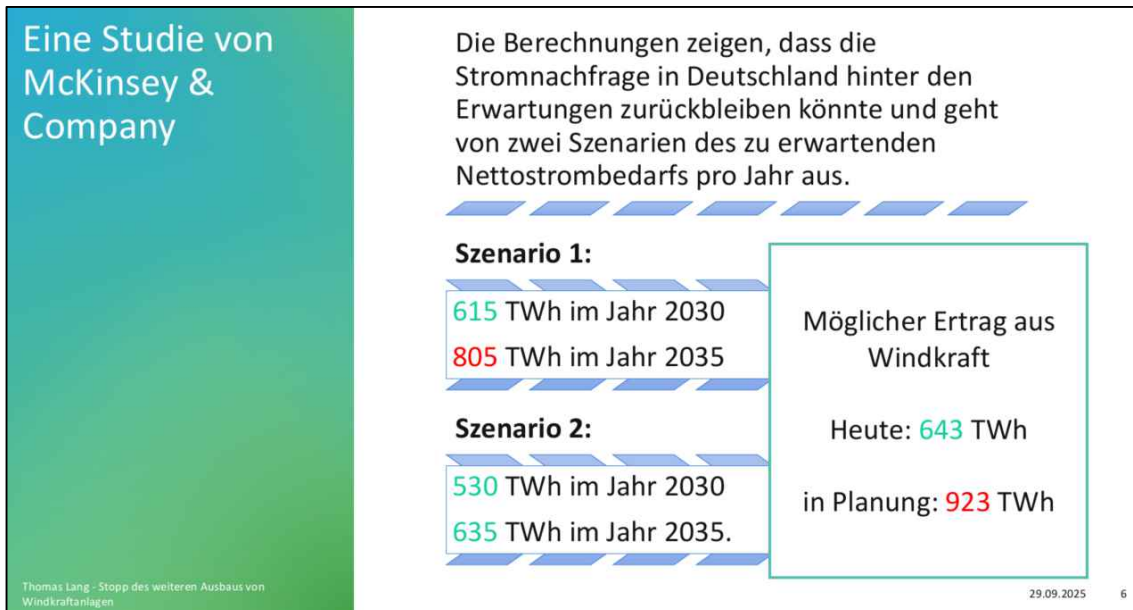 Eine Studie von
McKinsey &
Company
Die Berechnungen zeigen, dass die
Stromnachfrage in Deutschland hinter den
Erwartungen zurückbleiben könnte und geht
von zwei Szenarien des zu erwartenden
Nettostrombedarfs pro Jahr aus.
Szenario 1:
615 TWh im Jahr 2030
805 TWh im Jahr 2035
Szenario 2:
530 TWh im Jahr 2030
635 TWh im Jahr 2035.
Möglicher Ertrag aus
Windkraft
Heute: 643 TWh
in Planung: 923 TWh
Thomas Lang - Stopp des weiteren Ausbaus von
Windkraftanlagen
29.09.2025 6